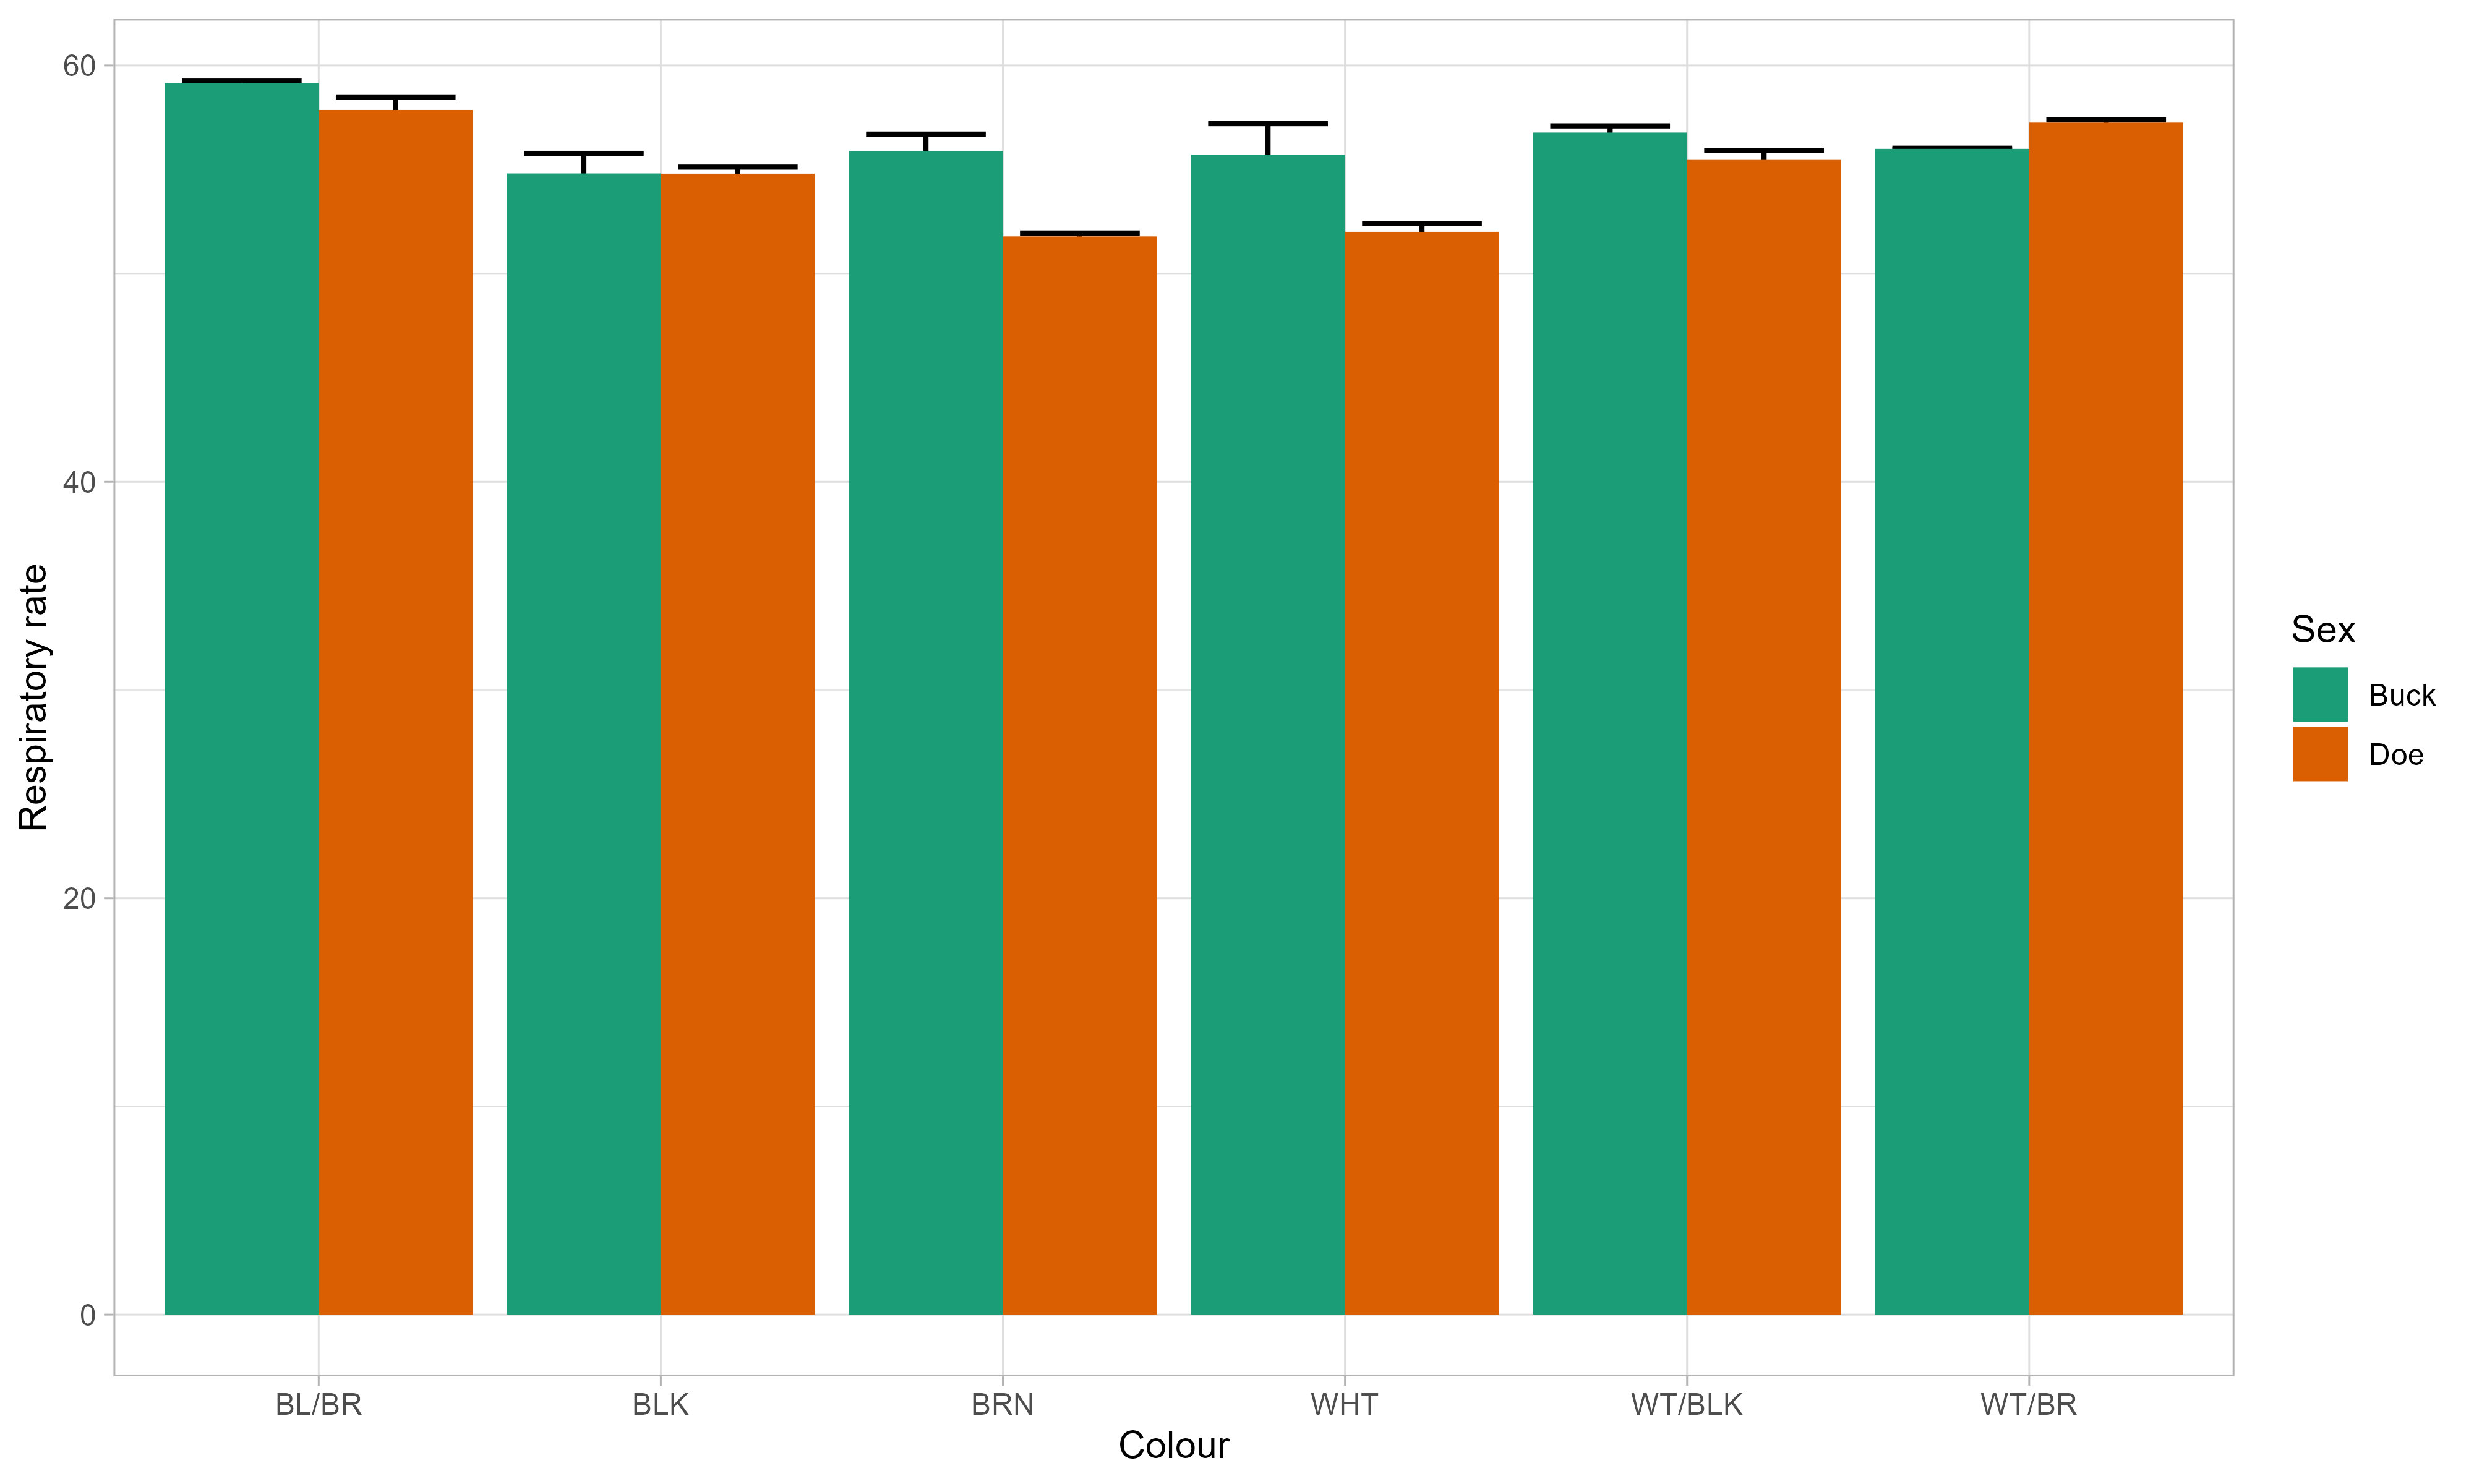 60
40
20
0
Respiratory rate
BL/BR BLK BRN WHT WT/BLK WT/BR
Colour
Sex
Buck
Doe